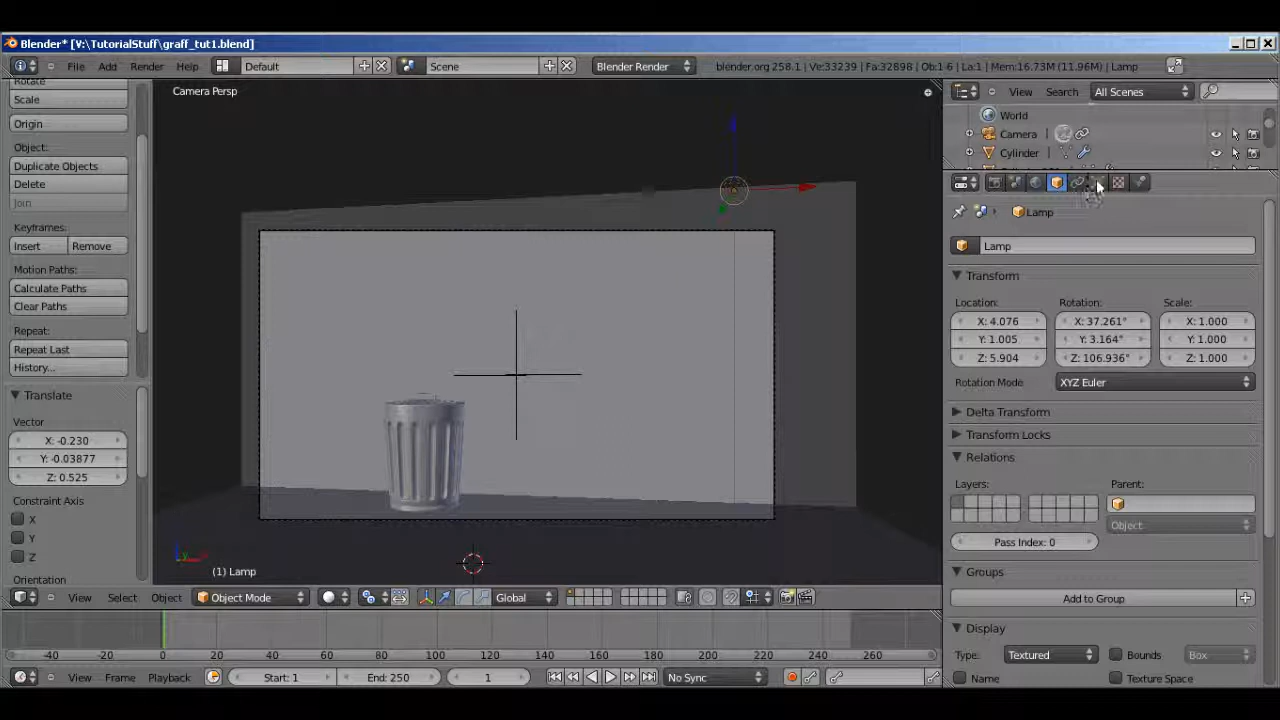 Blender* [V:\TutorialStuff\graff_tut1.blend]
File Add Render Help Default Scene Blender Render blender.org 258.1 | Ve:33239 | Fa:32898 | Ob:1-6 | La:1 | Mem:16.73M (11.96M) | Lamp
Rotate
Scale
Origin
Object:
Duplicate Objects
Delete
Join
Keyframes:
Insert Remove
Motion Paths:
Calculate Paths
Clear Paths
Repeat:
Repeat Last
History...
Translate
Vector
X: -0.230
Y: -0.03877
Z: 0.525
Constraint Axis
X
Y
Z
Orientation
Camera Persp
(1) Lamp
View Select Object Object Mode Global
-40 -20 0 20 40 60 80 100 120 140 160 180 200 220 240 260
View Frame Playback Start: 1 End: 250 1 No Sync
View Search All Scenes
World
Camera
Cylinder
Lamp
Lamp
Transform
Location: Rotation: Scale:
X: 4.076 X: 37.261° X: 1.000
Y: 1.005 Y: 3.164° Y: 1.000
Z: 5.904 Z: 106.936° Z: 1.000
Rotation Mode XYZ Euler
Delta Transform
Transform Locks
Relations
Layers: Parent:
Object
Pass Index: 0
Groups
Add to Group
Display
Type: Textured Bounds Box
Name Texture Space